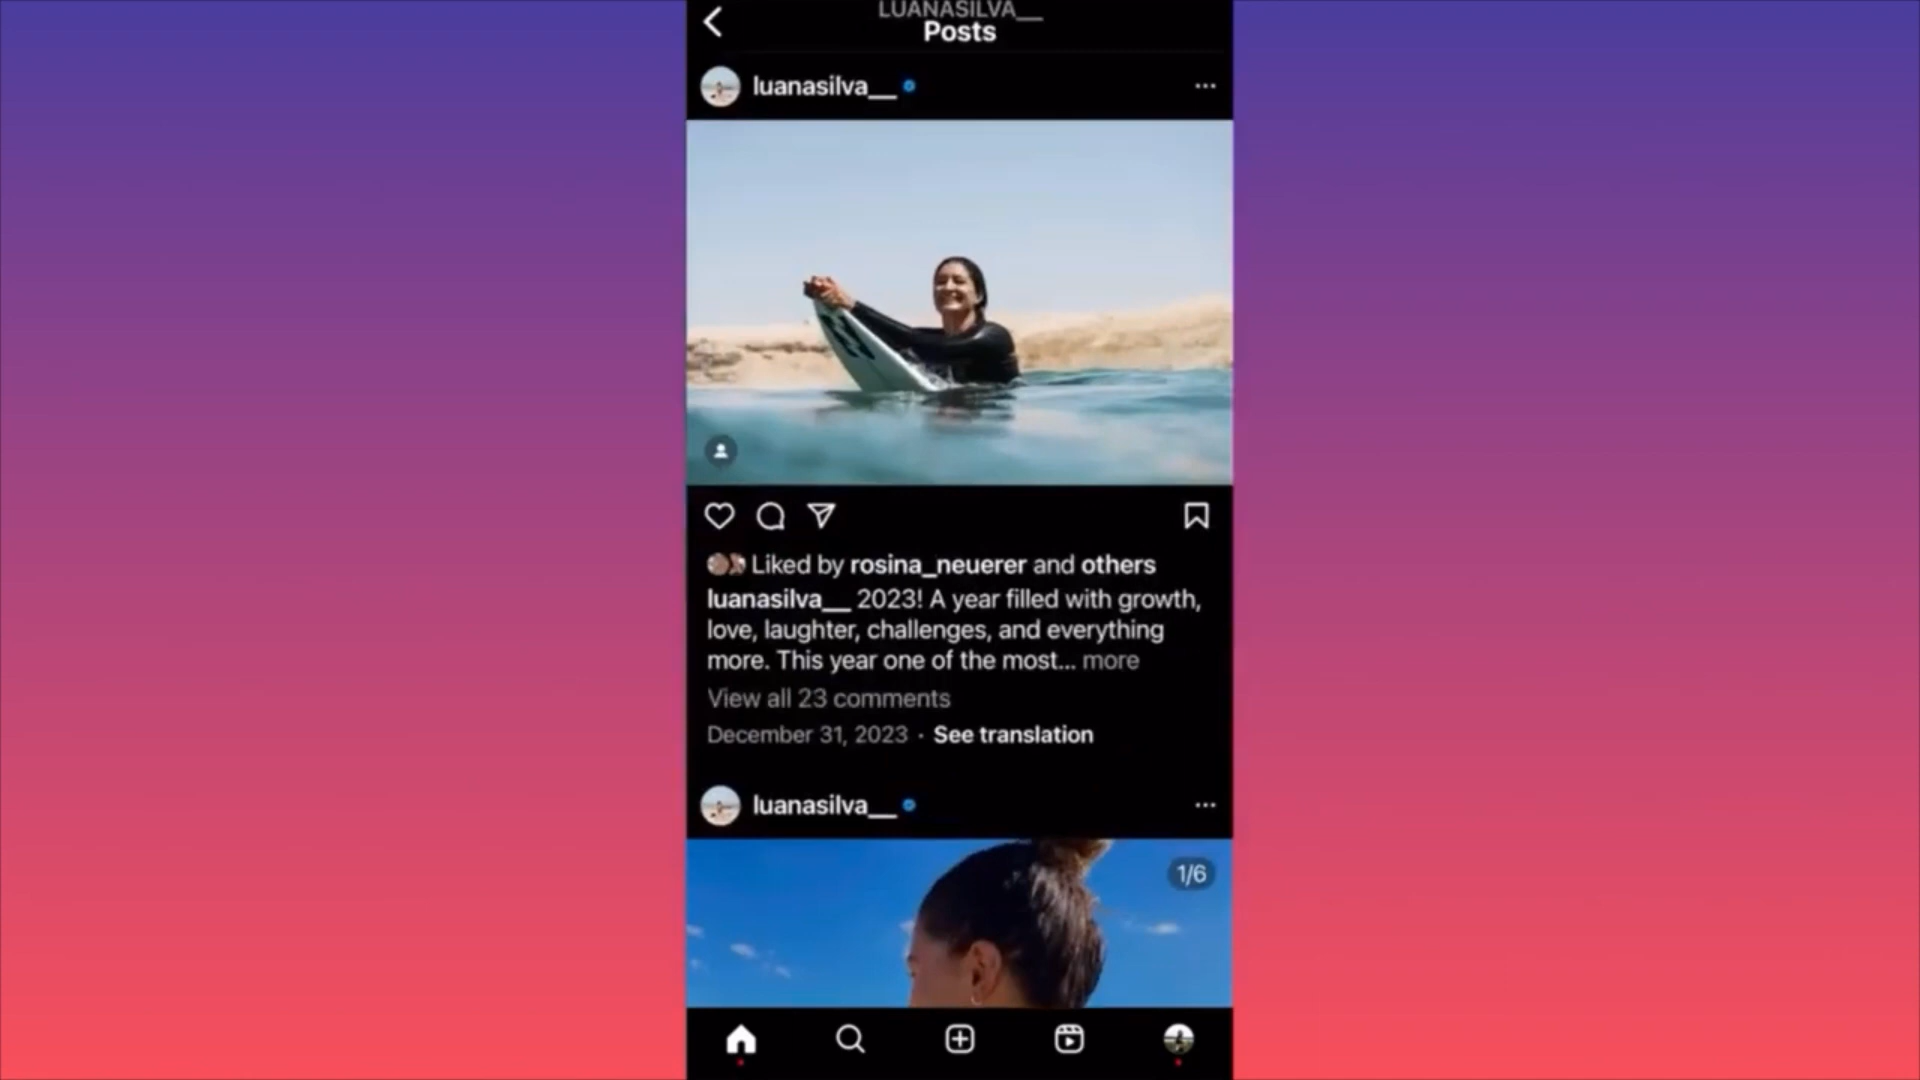 LUANASILVA__
Posts
luanasilva__
Liked by rosina_neuerer and others
luanasilva__ 2023! A year filled with growth,
love, laughter, challenges, and everything
more. This year one of the most... more
View all 23 comments
December 31, 2023 · See translation
luanasilva__
1/6